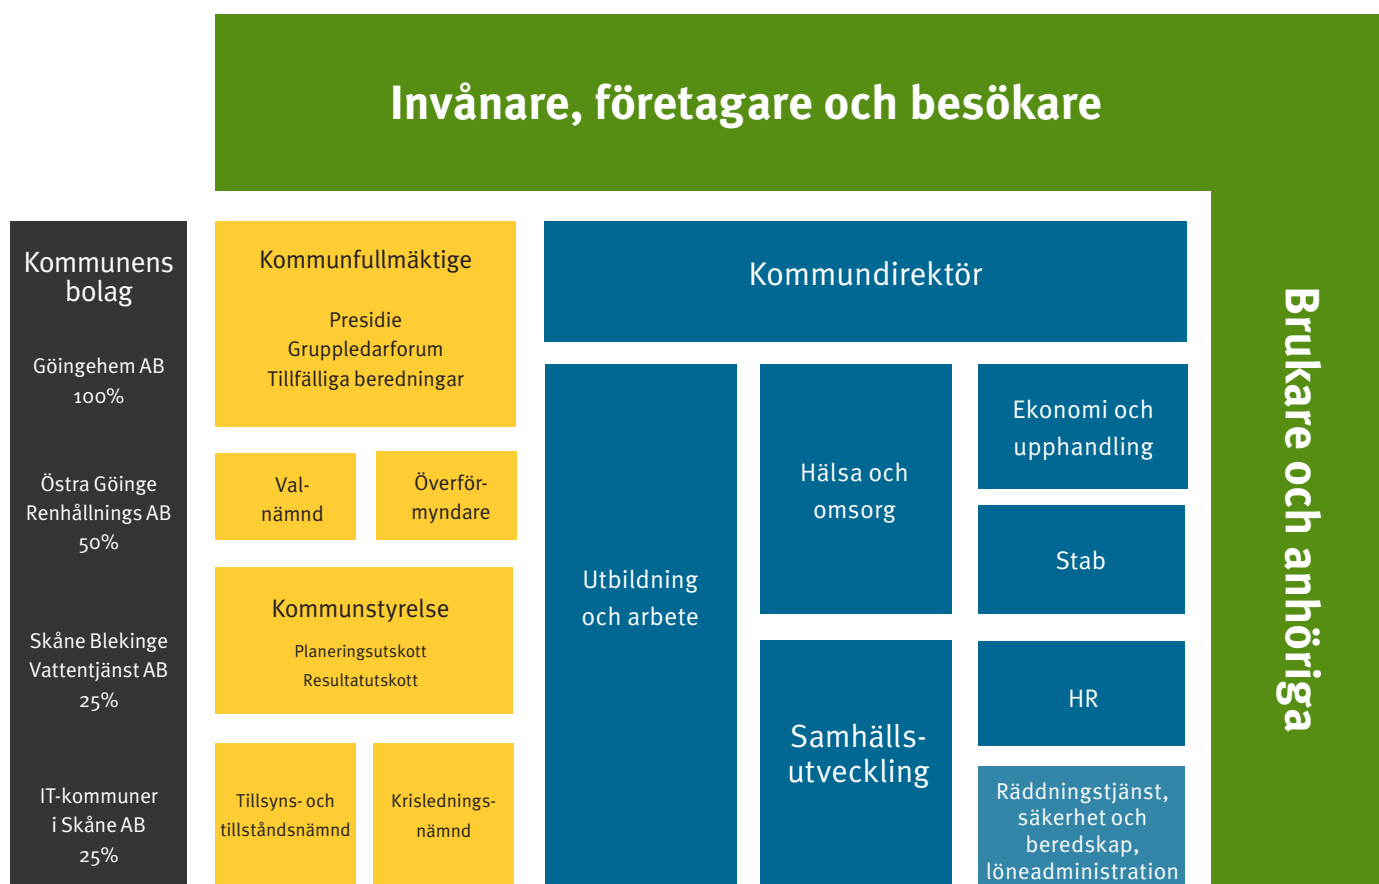 Invånare, företagare och besökare
Brukare och anhöriga
Kommunens
bolag
Göingehem AB
100%
Östra Göinge
Renhållnings AB
50%
Skåne Blekinge
Vattentjänst AB
25%
IT-kommuner
i Skåne AB
25%
Kommunfullmäktige
Presidie
Gruppledarforum
Tillfälliga beredningar
Val-
nämnd
Överför-
myndare
Kommunstyrelse
Planeringsutskott
Resultatutskott
Tillsyns- och
tillståndsnämnd
Krislednings-
nämnd
Kommundirektör
Utbildning
och arbete
Hälsa och
omsorg
Samhälls-
utveckling
Ekonomi och
upphandling
Stab
HR
Räddningstjänst,
säkerhet och
beredskap,
löneadministration